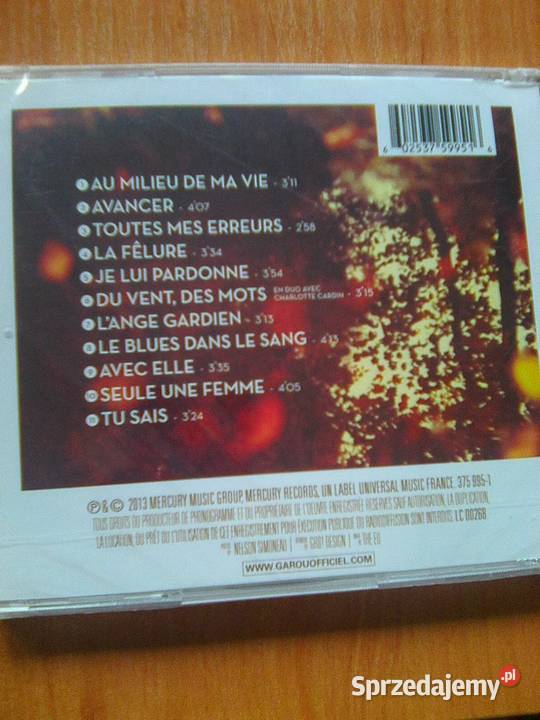 6 02537 59951 6
1 AU MILIEU DE MA VIE - 3'11
2 AVANCER - 4'07
3 TOUTES MES ERREURS - 2'58
4 LA FÊLURE - 3'34
5 JE LUI PARDONNE - 3'54
6 DU VENT, DES MOTS EN DUO AVEC CHARLOTTE CARDIN - 3'15
7 L'ANGE GARDIEN - 3'13
8 LE BLUES DANS LE SANG - 4'13
9 AVEC ELLE - 3'35
10 SEULE UNE FEMME - 4'05
11 TU SAIS - 3'24
℗ & © 2013 MERCURY MUSIC GROUP, MERCURY RECORDS, UN LABEL UNIVERSAL MUSIC FRANCE. 375 995-1
TOUS DROITS DU PRODUCTEUR DE PHONOGRAMME ET DU PROPRIÉTAIRE DE L'ŒUVRE ENREGISTRÉE RÉSERVÉS SAUF AUTORISATION, LA DUPLICATION,
LA LOCATION, DU PRÊT OU L'UTILISATION DE CET ENREGISTREMENT POUR EXÉCUTION PUBLIQUE OU RADIODIFFUSION SONT INTERDITS. LC 00268
NELSON SIMONEAU GRBT DESIGN THE EU
WWW.GAROUOFFICIEL.COM
Sprzedajemy.pl